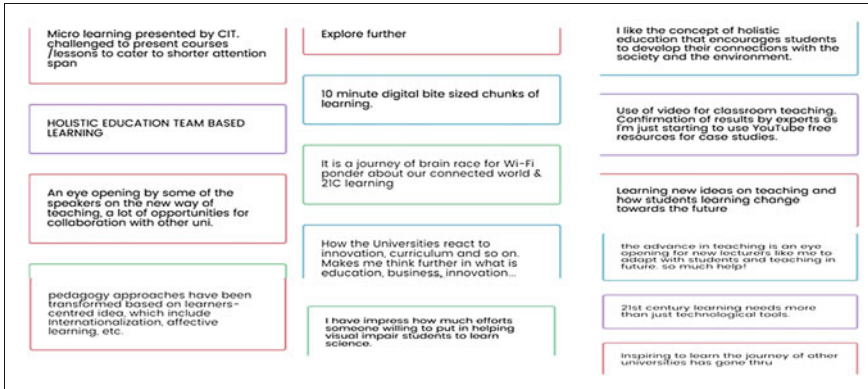 Micro learning presented by CIT.
challenged to present courses
/lessons to cater to shorter attention
span
HOLISTIC EDUCATION TEAM BASED
LEARNING
An eye opening by some of the
speakers on the new way of
teaching, a lot of opportunities for
collaboration with other uni.
pedagogy approaches have been
transformed based on learners-
centred idea, which include
Internationalization, affective
learning, etc.
Explore further
10 minute digital bite sized chunks of
learning.
It is a journey of brain race for Wi-Fi
ponder about our connected world &
21C learning
How the Universities react to
innovation, curriculum and so on.
Makes me think further in what is
education, business, innovation...
I have impress how much efforts
someone willing to put in helping
visual impair students to learn
science.
I like the concept of holistic
education that encourages students
to develop their connections with the
society and the environment.
Use of video for classroom teaching.
Confirmation of results by experts as
I'm just starting to use YouTube free
resources for case studies.
Learning new ideas on teaching and
how students learning change
towards the future
the advance in teaching is an eye
opening for new lecturers like me to
adapt with students and teaching in
future. so much help!
21st century learning needs more
than just technological tools.
Inspiring to learn the journey of other
universities has gone thru